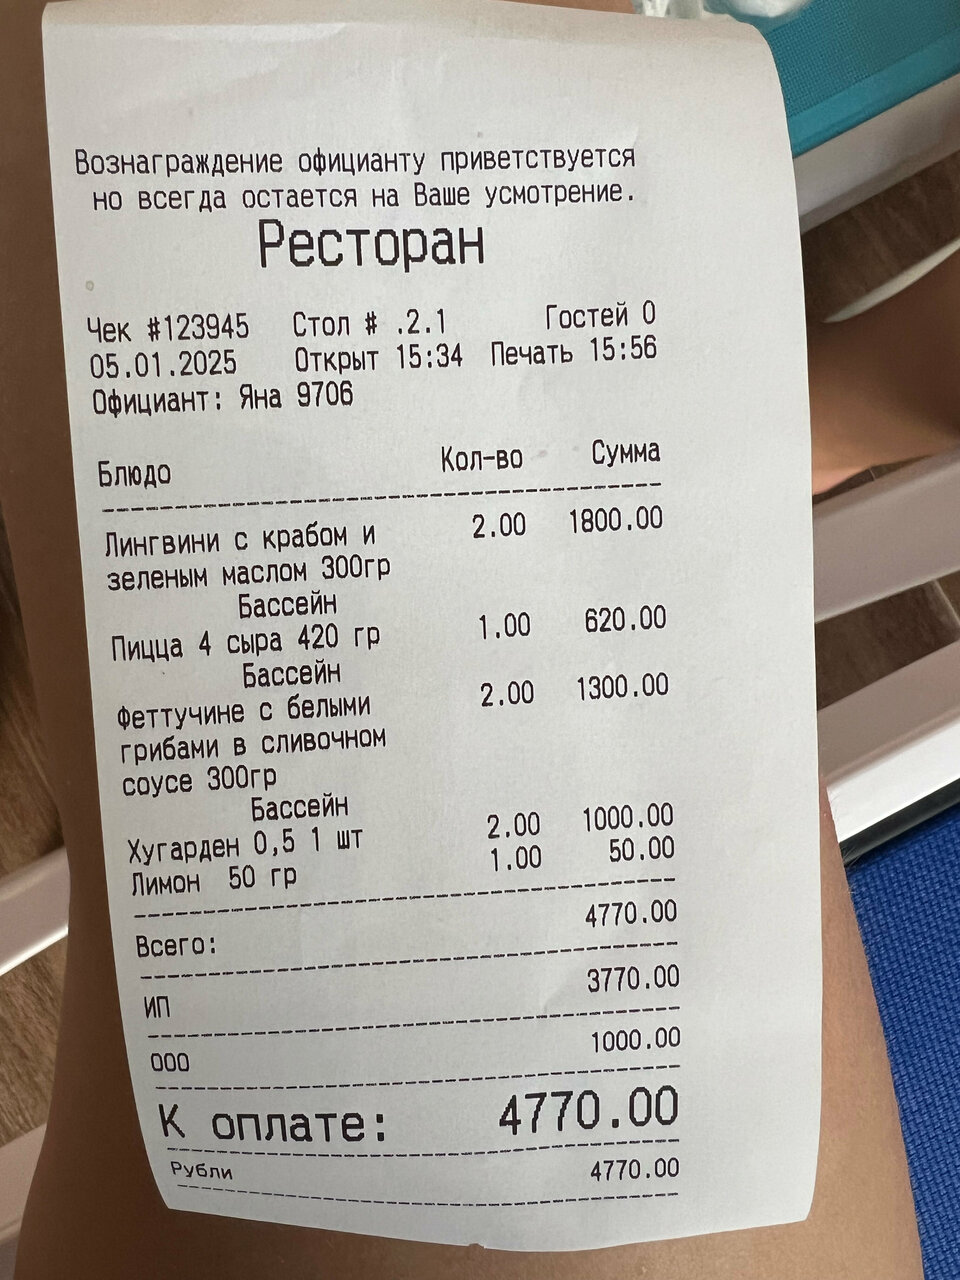 Вознаграждение официанту приветствуется
но всегда остается на Ваше усмотрение.
Ресторан
Чек #123945 Стол # .2.1 Гостей 0
05.01.2025 Открыт 15:34 Печать 15:56
Официант: Яна 9706
Блюдо Кол-во Сумма
Лингвини с крабом и 2.00 1800.00
зеленым маслом 300гр
Бассейн
Пицца 4 сыра 420 гр 1.00 620.00
Бассейн
Феттучине с белыми 2.00 1300.00
грибами в сливочном
соусе 300гр
Бассейн
Хугарден 0,5 1 шт 2.00 1000.00
Лимон 50 гр 1.00 50.00
Всего: 4770.00
ИП 3770.00
ООО 1000.00
К оплате: 4770.00
Рубли 4770.00